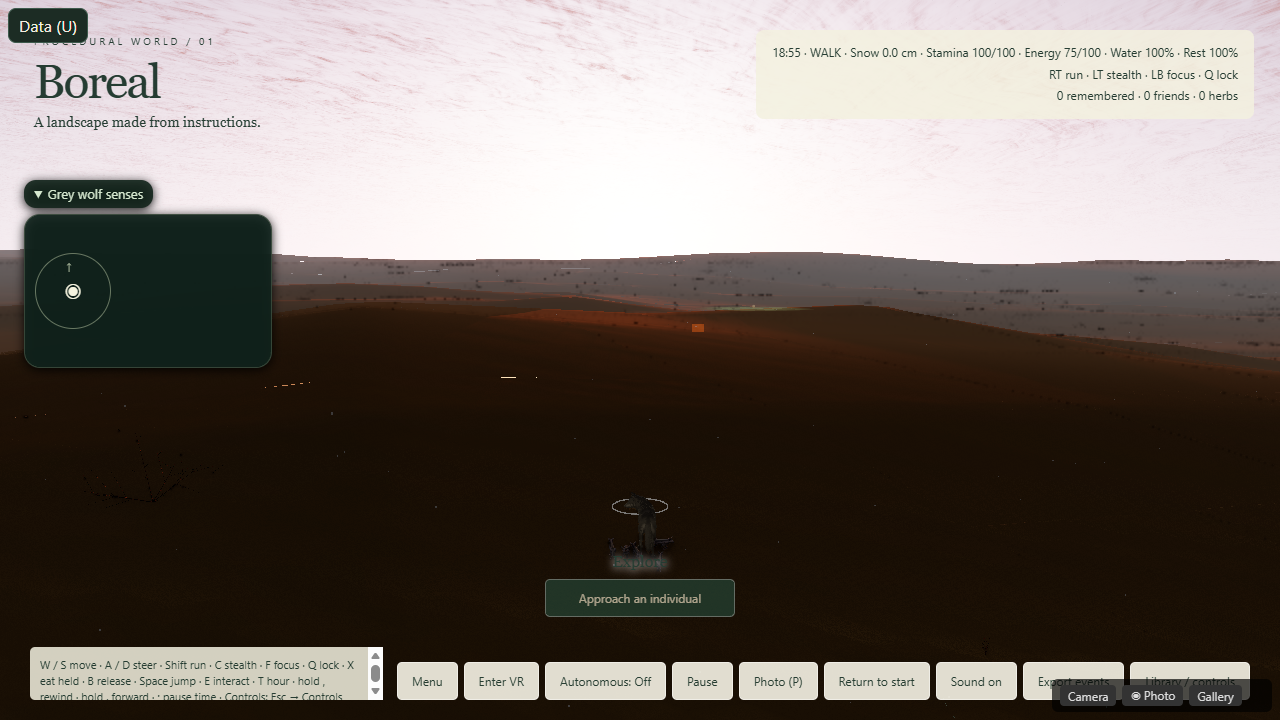 Data (U)
PROCEDURAL WORLD / 01
Boreal
A landscape made from instructions.
18:55 · WALK · Snow 0.0 cm · Stamina 100/100 · Energy 75/100 · Water 100% · Rest 100%
RT run · LT stealth · LB focus · Q lock
0 remembered · 0 friends · 0 herbs
▼ Grey wolf senses
↑
Explore
Approach an individual
W / S move · A / D steer · Shift run · C stealth · F focus · Q lock · X
eat held · B release · Space jump · E interact · T hour · hold ,
rewind · hold . forward · ; pause time · Controls: Esc → Controls
Menu
Enter VR
Autonomous: Off
Pause
Photo (P)
Return to start
Sound on
Export events
Library / controls
Camera
◉ Photo
Gallery